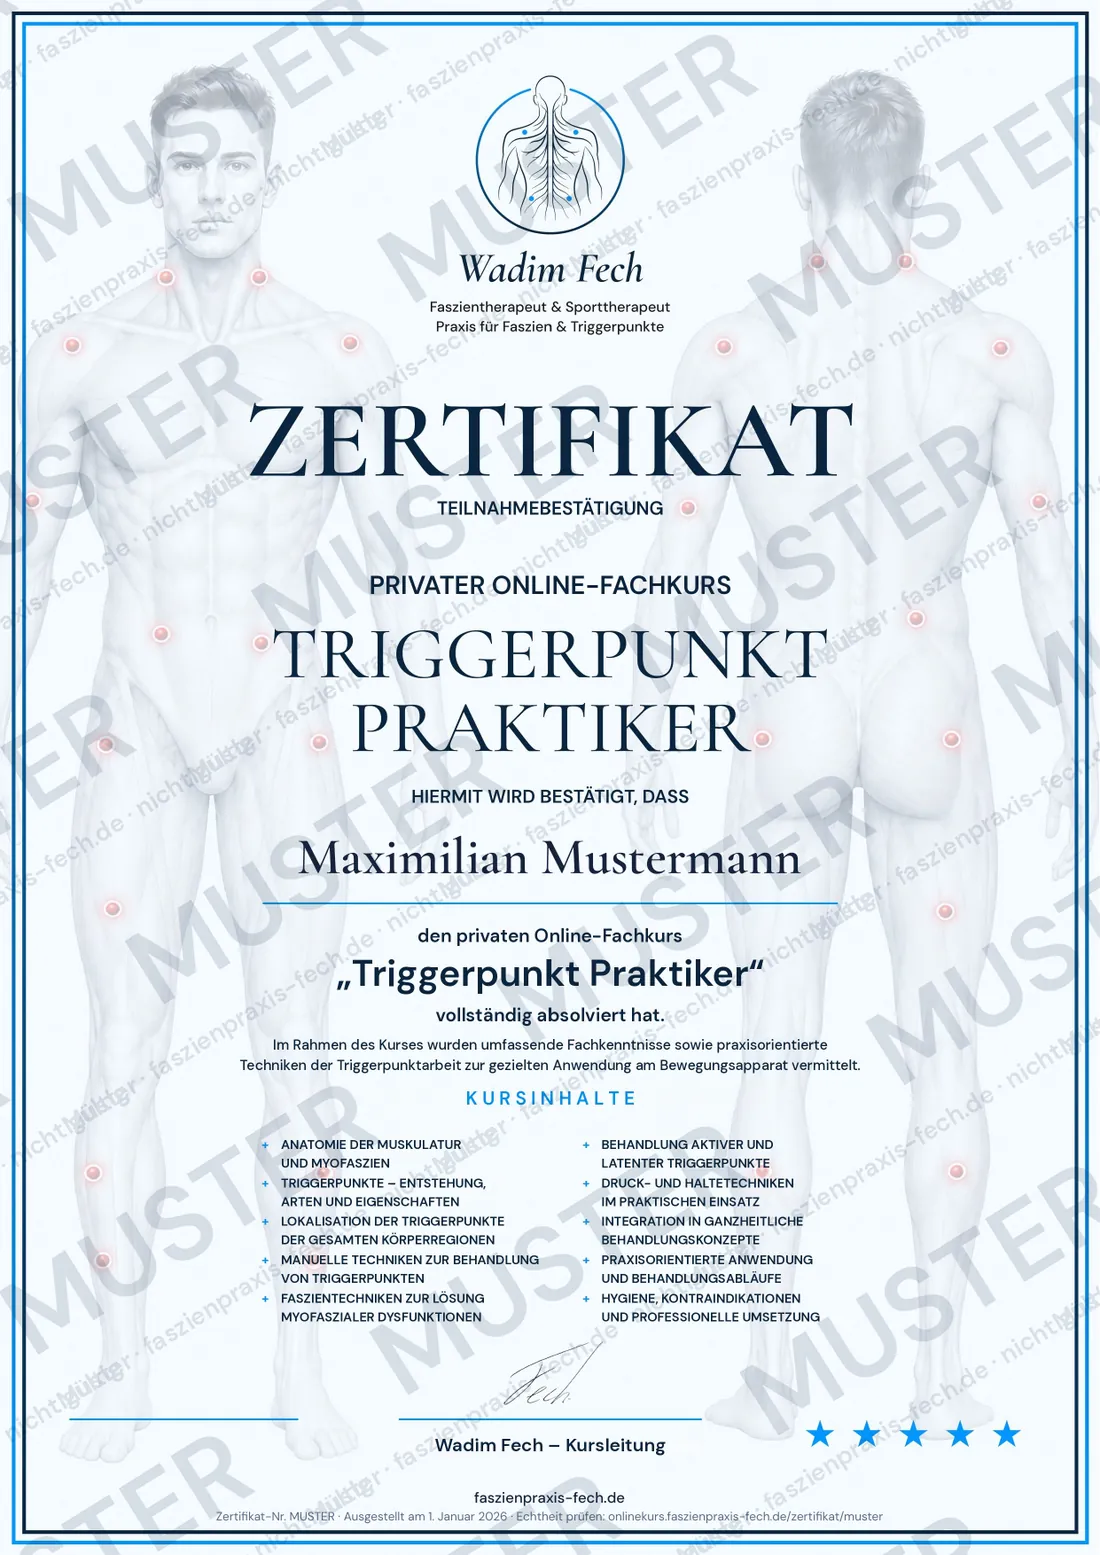 Wadim Fech
Faszientherapeut & Sporttherapeut
Praxis für Faszien & Triggerpunkte
ZERTIFIKAT
TEILNAHMEBESTÄTIGUNG
PRIVATER ONLINE-FACHKURS
TRIGGERPUNKT
PRAKTIKER
HIERMIT WIRD BESTÄTIGT, DASS
Maximilian Mustermann
den privaten Online-Fachkurs
„Triggerpunkt Praktiker“
vollständig absolviert hat.
Im Rahmen des Kurses wurden umfassende Fachkenntnisse sowie praxisorientierte
Techniken der Triggerpunktarbeit zur gezielten Anwendung am Bewegungsapparat vermittelt.
KURSINHALTE
+ ANATOMIE DER MUSKULATUR
UND MYOFASZIEN
+ TRIGGERPUNKTE – ENTSTEHUNG,
ARTEN UND EIGENSCHAFTEN
+ LOKALISATION DER TRIGGERPUNKTE
DER GESAMTEN KÖRPERREGIONEN
+ MANUELLE TECHNIKEN ZUR BEHANDLUNG
VON TRIGGERPUNKTEN
+ FASZIENTECHNIKEN ZUR LÖSUNG
MYOFASZIALER DYSFUNKTIONEN
+ BEHANDLUNG AKTIVER UND
LATENTER TRIGGERPUNKTE
+ DRUCK- UND HALTETECHNIKEN
IM PRAKTISCHEN EINSATZ
+ INTEGRATION IN GANZHEITLICHE
BEHANDLUNGSKONZEPTE
+ PRAXISORIENTIERTE ANWENDUNG
UND BEHANDLUNGSABLÄUFE
+ HYGIENE, KONTRAINDIKATIONEN
UND PROFESSIONELLE UMSETZUNG
Fech
Wadim Fech – Kursleitung
faszienpraxis-fech.de
Zertifikat-Nr. MUSTER · Ausgestellt am 1. Januar 2026 · Echtheit prüfen: onlinekurs.faszienpraxis-fech.de/zertifikat/muster
MUSTER
faszienpraxis-fech.de · nicht gültig